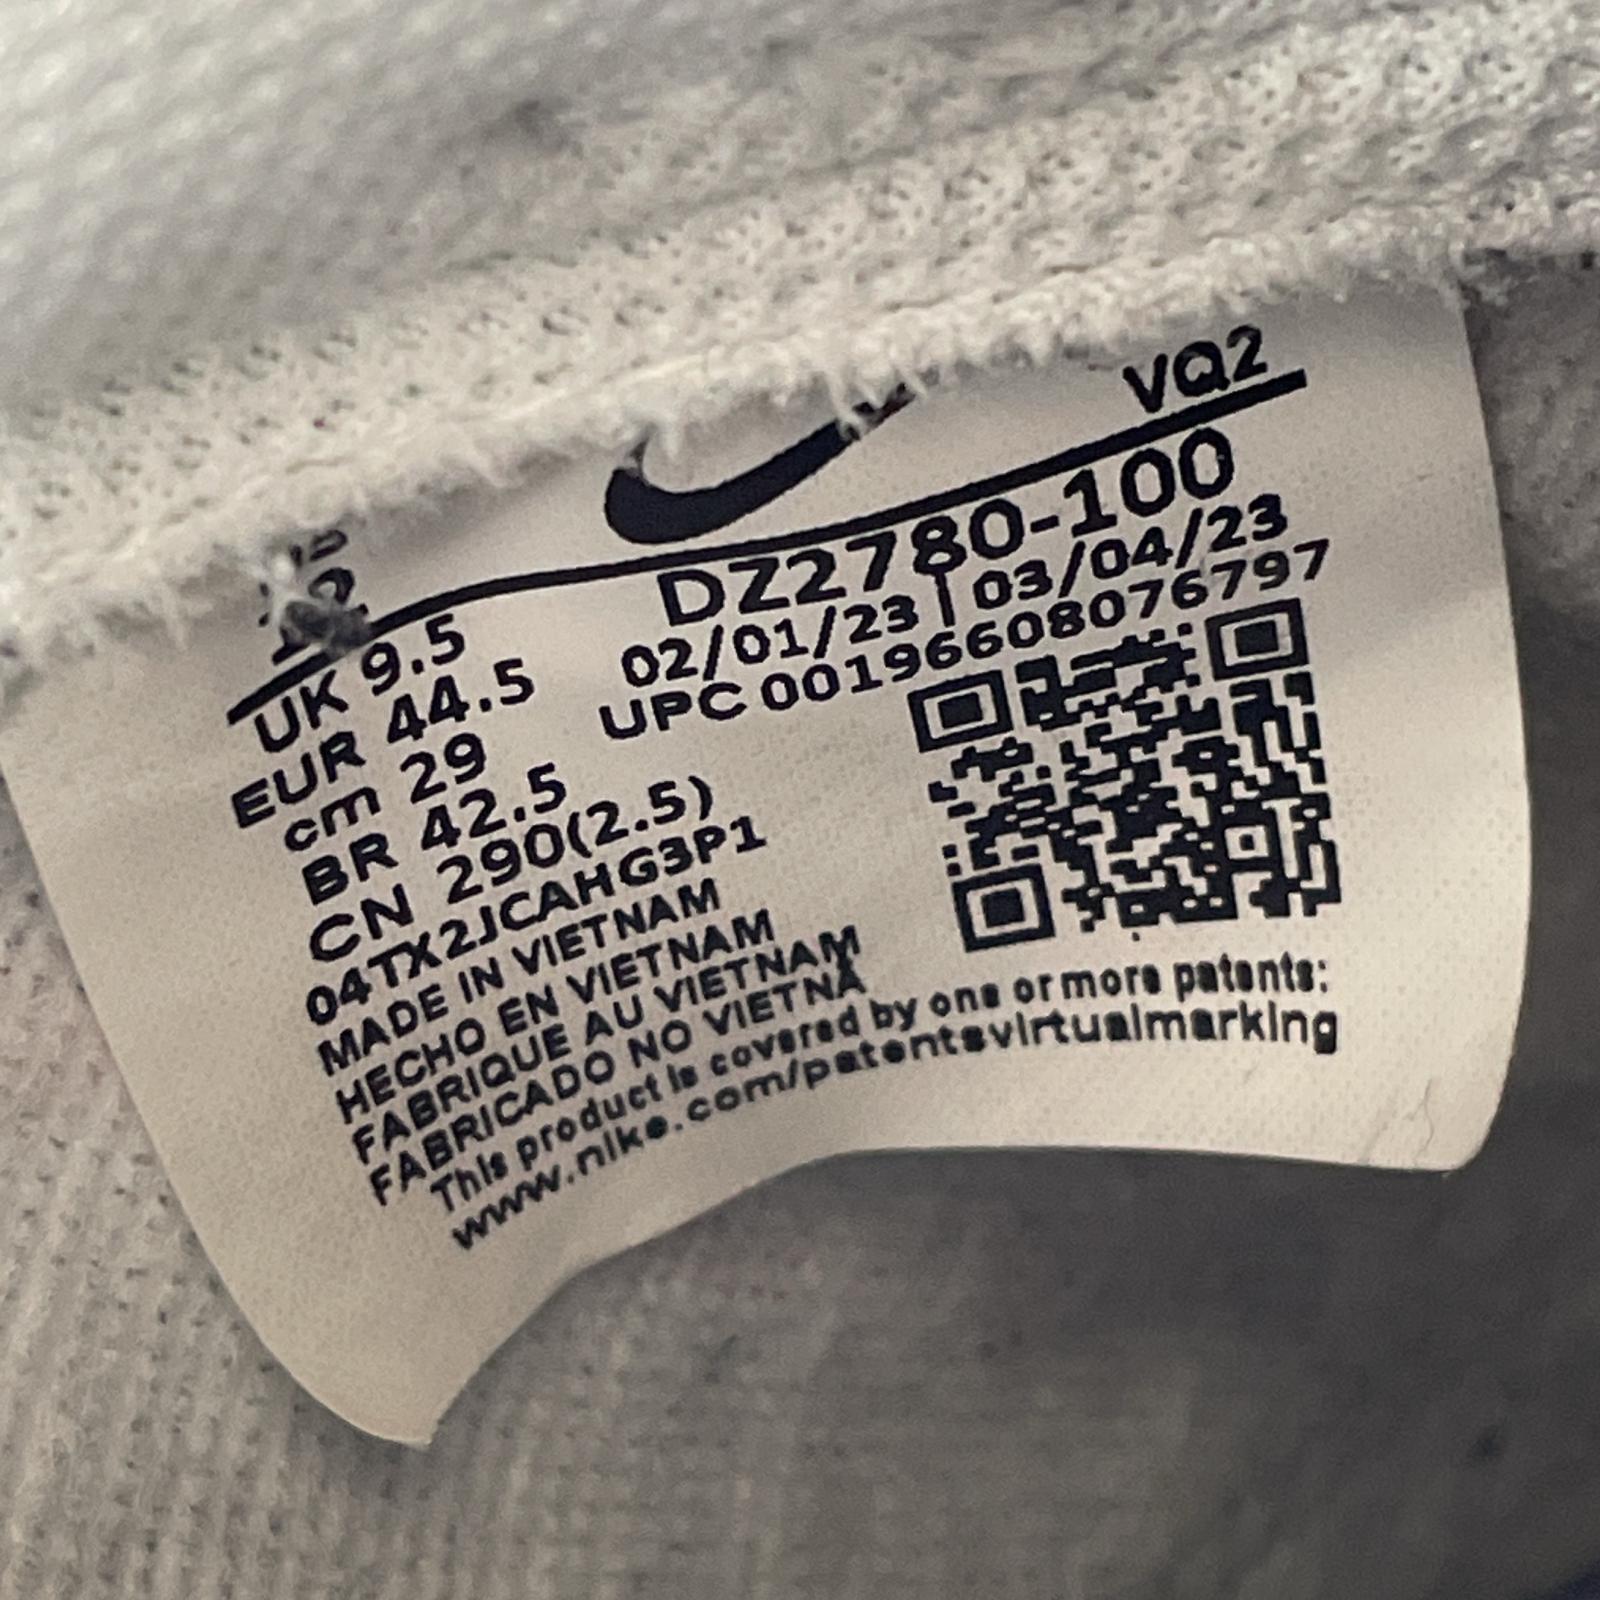 VQ2
UK 9.5
EUR 44.5
cm 29
BR 42.5
CN 290(2.5)
DZ2780-100
02/01/23 | 03/04/23
UPC 00196608076797
04TX2JCAHG3P1
MADE IN VIETNAM
HECHO EN VIETNAM
FABRIQUE AU VIETNAM
FABRICADO NO VIETNÃ
This product is covered by one or more patents:
www.nike.com/patentsvirtualmarking